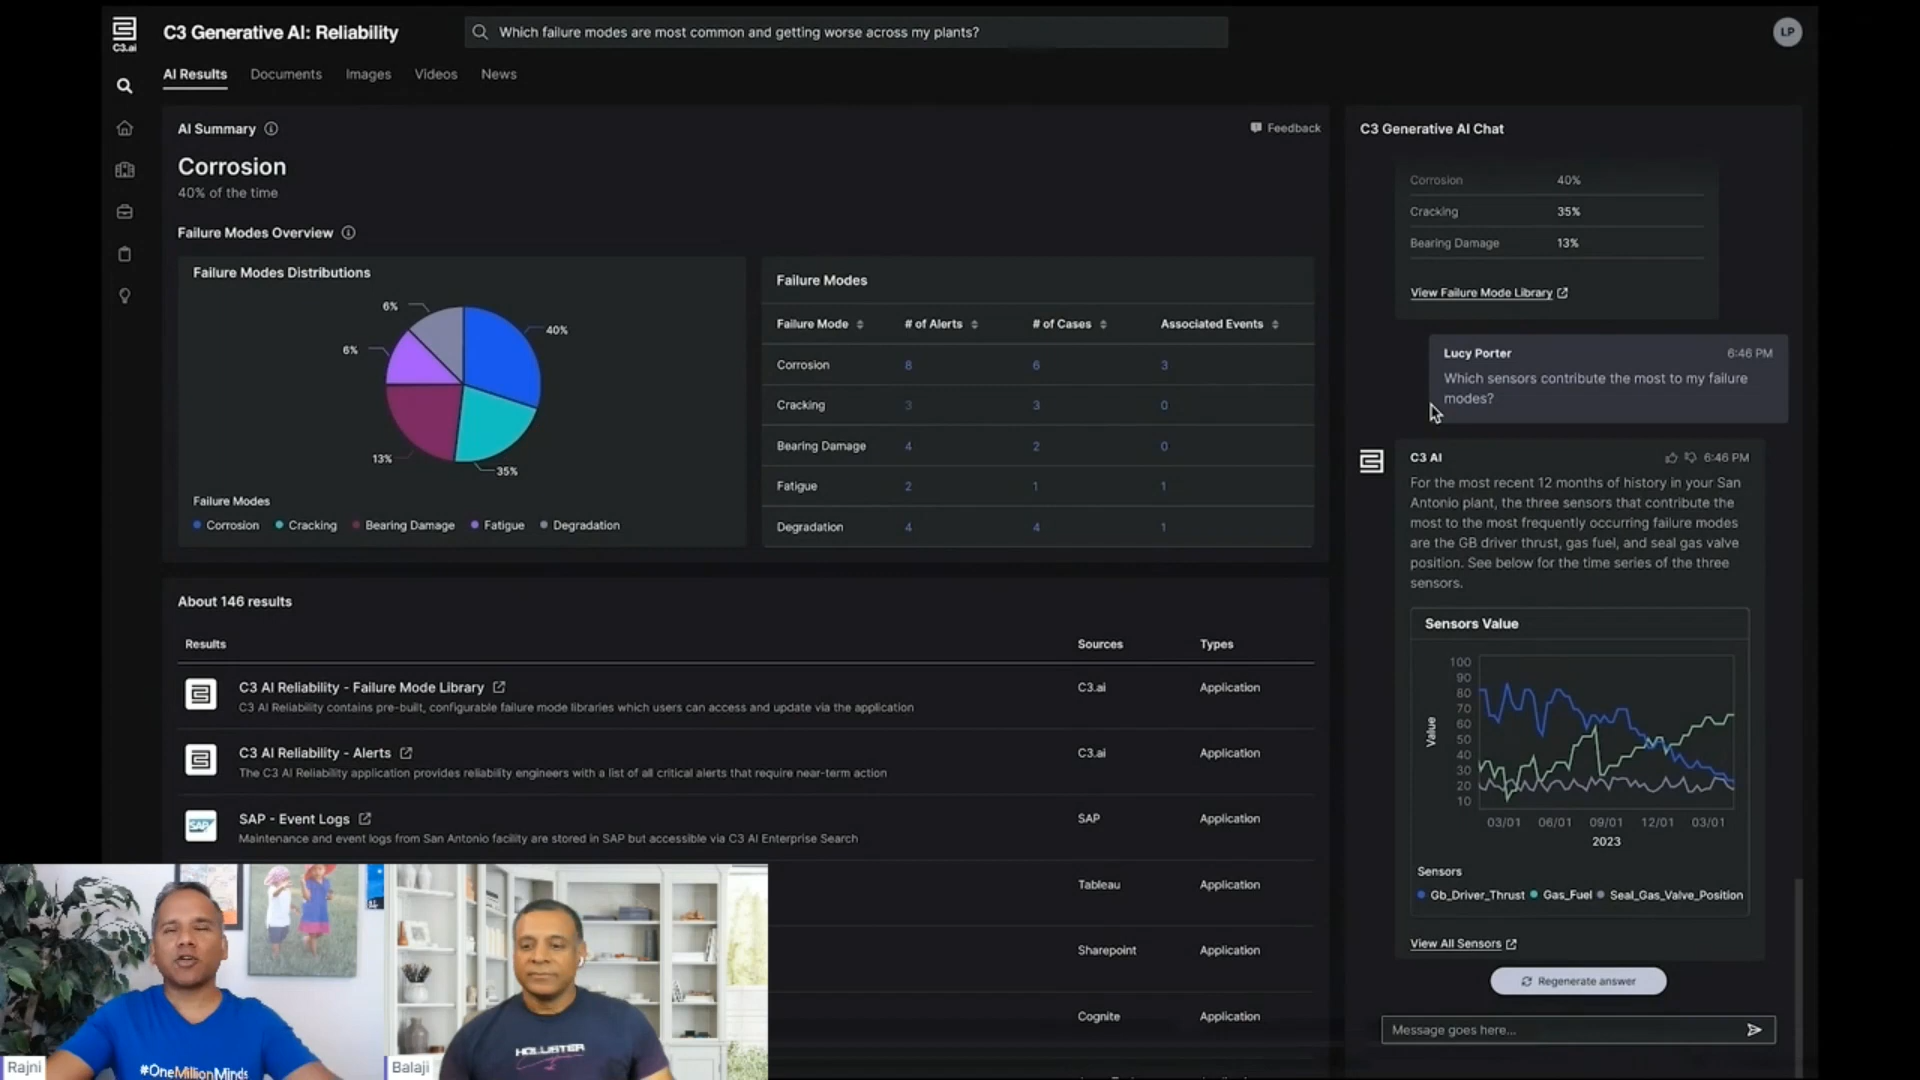 C3.ai
C3 Generative AI: Reliability
Which failure modes are most common and getting worse across my plants?
LP
AI Results
Documents
Images
Videos
News
AI Summary
Feedback
Corrosion
40% of the time
Failure Modes Overview
Failure Modes Distributions
6%
40%
6%
13%
35%
Failure Modes
Corrosion
Cracking
Bearing Damage
Fatigue
Degradation
Failure Modes
Failure Mode # of Alerts # of Cases Associated Events
Corrosion 8 6 3
Cracking 3 3 0
Bearing Damage 4 2 0
Fatigue 2 1 1
Degradation 4 4 1
About 146 results
Results Sources Types
C3 AI Reliability - Failure Mode Library C3.ai Application
C3 AI Reliability contains pre-built, configurable failure mode libraries which users can access and update via the application
C3 AI Reliability - Alerts C3.ai Application
The C3 AI Reliability application provides reliability engineers with a list of all critical alerts that require near-term action
SAP
SAP - Event Logs SAP Application
Maintenance and event logs from San Antonio facility are stored in SAP but accessible via C3 AI Enterprise Search
Tableau Application
Sharepoint Application
Cognite Application
C3 Generative AI Chat
Corrosion 40%
Cracking 35%
Bearing Damage 13%
View Failure Mode Library
Lucy Porter 6:46 PM
Which sensors contribute the most to my failure
modes?
C3 AI 6:46 PM
For the most recent 12 months of history in your San
Antonio plant, the three sensors that contribute the
most to the most frequently occurring failure modes
are the GB driver thrust, gas fuel, and seal gas valve
position. See below for the time series of the three
sensors.
Sensors Value
100
90
80
70
60
50
40
30
20
10
Value
03/01 06/01 09/01 12/01 03/01
2023
Sensors
Gb_Driver_Thrust Gas_Fuel Seal_Gas_Valve_Position
View All Sensors
Regenerate answer
Message goes here...
#OneMillionMinds
Rajni
HOLLISTER
Balaji